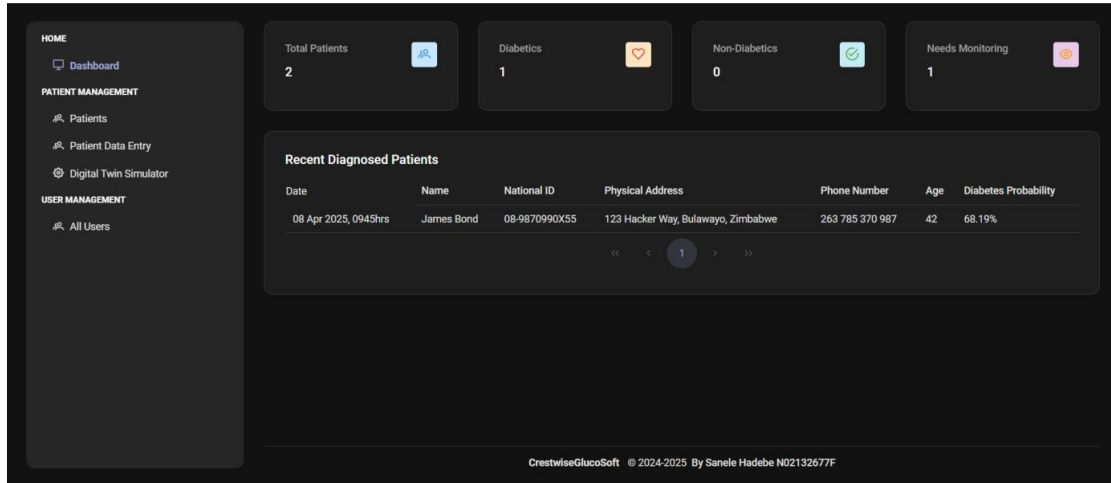 HOME
Dashboard
PATIENT MANAGEMENT
Patients
Patient Data Entry
Digital Twin Simulator
USER MANAGEMENT
All Users
Total Patients
2
Diabetics
1
Non-Diabetics
0
Needs Monitoring
1
Recent Diagnosed Patients
Date Name National ID Physical Address Phone Number Age Diabetes Probability
08 Apr 2025, 0945hrs James Bond 08-9870990X55 123 Hacker Way, Bulawayo, Zimbabwe 263 785 370 987 42 68.19%
« ‹ 1 › »
CrestwiseGlucoSoft © 2024-2025 By Sanele Hadebe N02132677F